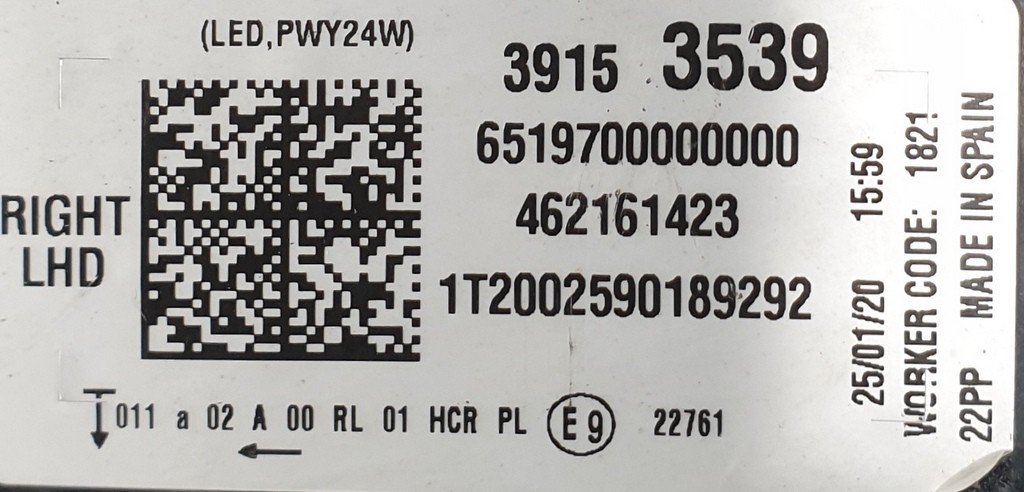 (LED,PWY24W)
3915 3539
6519700000000
462161423
1T2002590189292
RIGHT
LHD
011 a 02 A 00 RL 01 HCR PL E9 22761
25/01/20 15:59
WORKER CODE: 1821
22PP MADE IN SPAIN